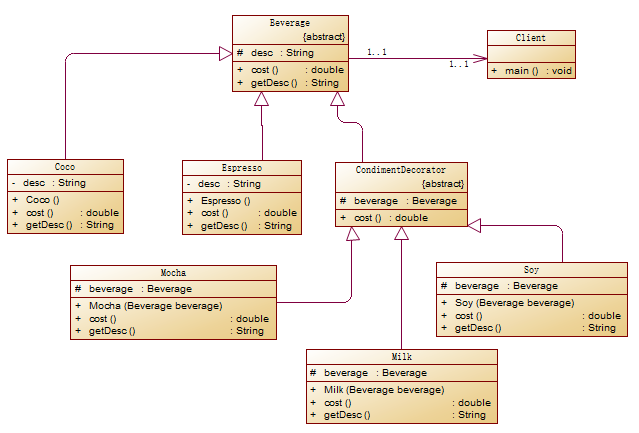 Beverage
{abstract}
# desc : String
+ cost () : double
+ getDesc () : String
1..1
1..1
Client
+ main () : void
Coco
- desc : String
+ Coco ()
+ cost () : double
+ getDesc () : String
Espresso
- desc : String
+ Espresso ()
+ cost () : double
+ getDesc () : String
CondimentDecorator
{abstract}
# beverage : Beverage
+ cost () : double
Mocha
# beverage : Beverage
+ Mocha (Beverage beverage)
+ cost () : double
+ getDesc () : String
Soy
# beverage : Beverage
+ Soy (Beverage beverage)
+ cost () : double
+ getDesc () : String
Milk
# beverage : Beverage
+ Milk (Beverage beverage)
+ cost () : double
+ getDesc () : String